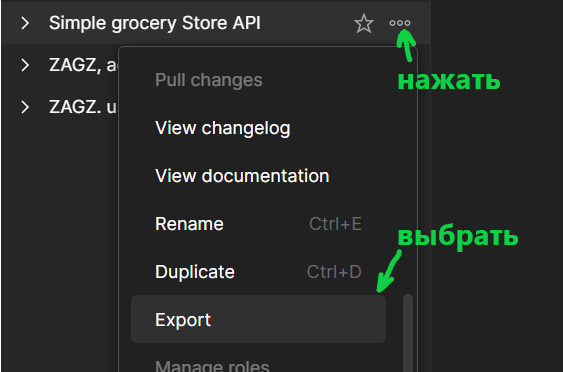 Simple grocery Store API
нажать
ZAGZ, a
ZAGZ. u
Pull changes
View changelog
View documentation
Rename Ctrl+E
выбрать
Duplicate Ctrl+D
Export
Manage roles